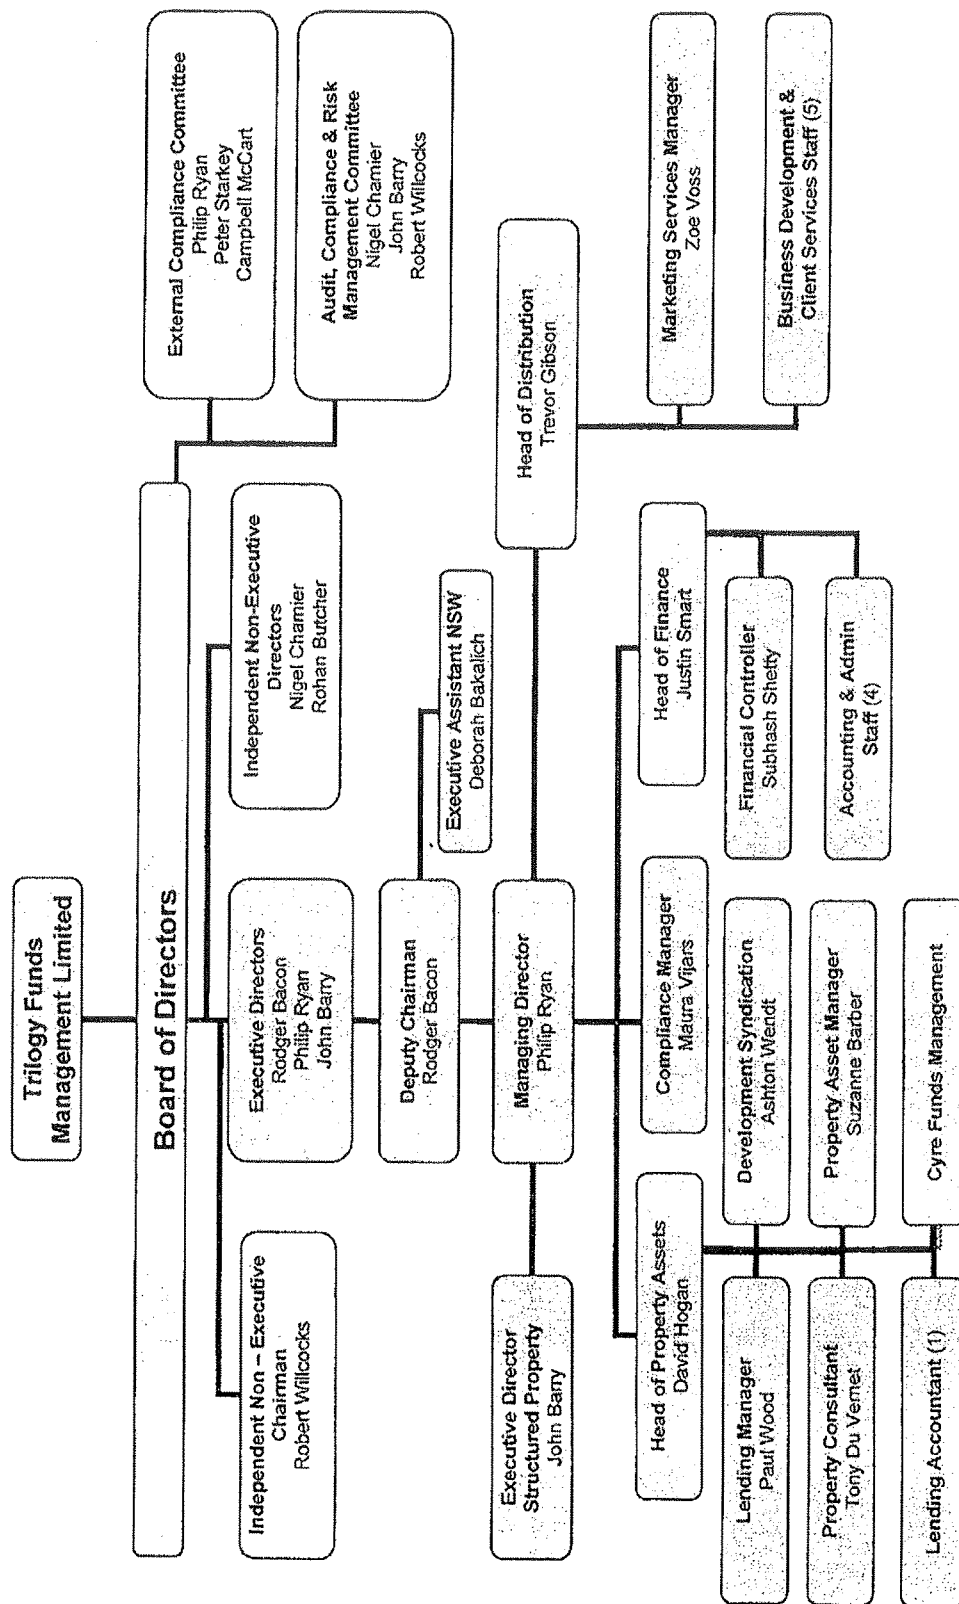 Trilogy Funds
Management Limited
Board of Directors
External Compliance Committee
Philip Ryan
Peter Starkey
Campbell McCart
Audit, Compliance & Risk
Management Committee
Nigel Chamier
John Barry
Robert Willcocks
Independent Non – Executive
Chairman
Robert Willcocks
Executive Directors
Rodger Bacon
Philip Ryan
John Barry
Independent Non-Executive
Directors
Nigel Chamier
Rohan Butcher
Deputy Chairman
Rodger Bacon
Executive Assistant NSW
Deborah Bakalich
Executive Director
Structured Property
John Barry
Managing Director
Philip Ryan
Head of Distribution
Trevor Gibson
Marketing Services Manager
Zoe Voss
Business Development &
Client Services Staff (5)
Head of Property Assets
David Hogan
Compliance Manager
Maura Vijars
Head of Finance
Justin Smart
Lending Manager
Paul Wood
Development Syndication
Ashton Wendt
Financial Controller
Subhash Shetty
Property Consultant
Tony Du Vernet
Property Asset Manager
Suzanne Barber
Accounting & Admin
Staff (4)
Lending Accountant (1)
Cyre Funds Management